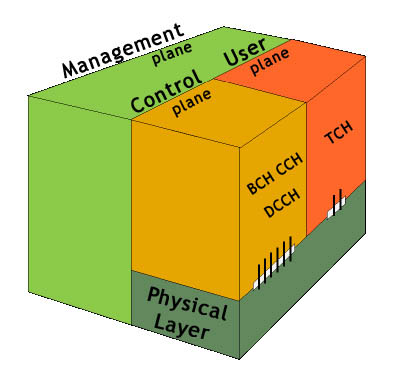 Management
plane
User
plane
Control
plane
TCH
BCH CCH
DCCH
Physical
Layer